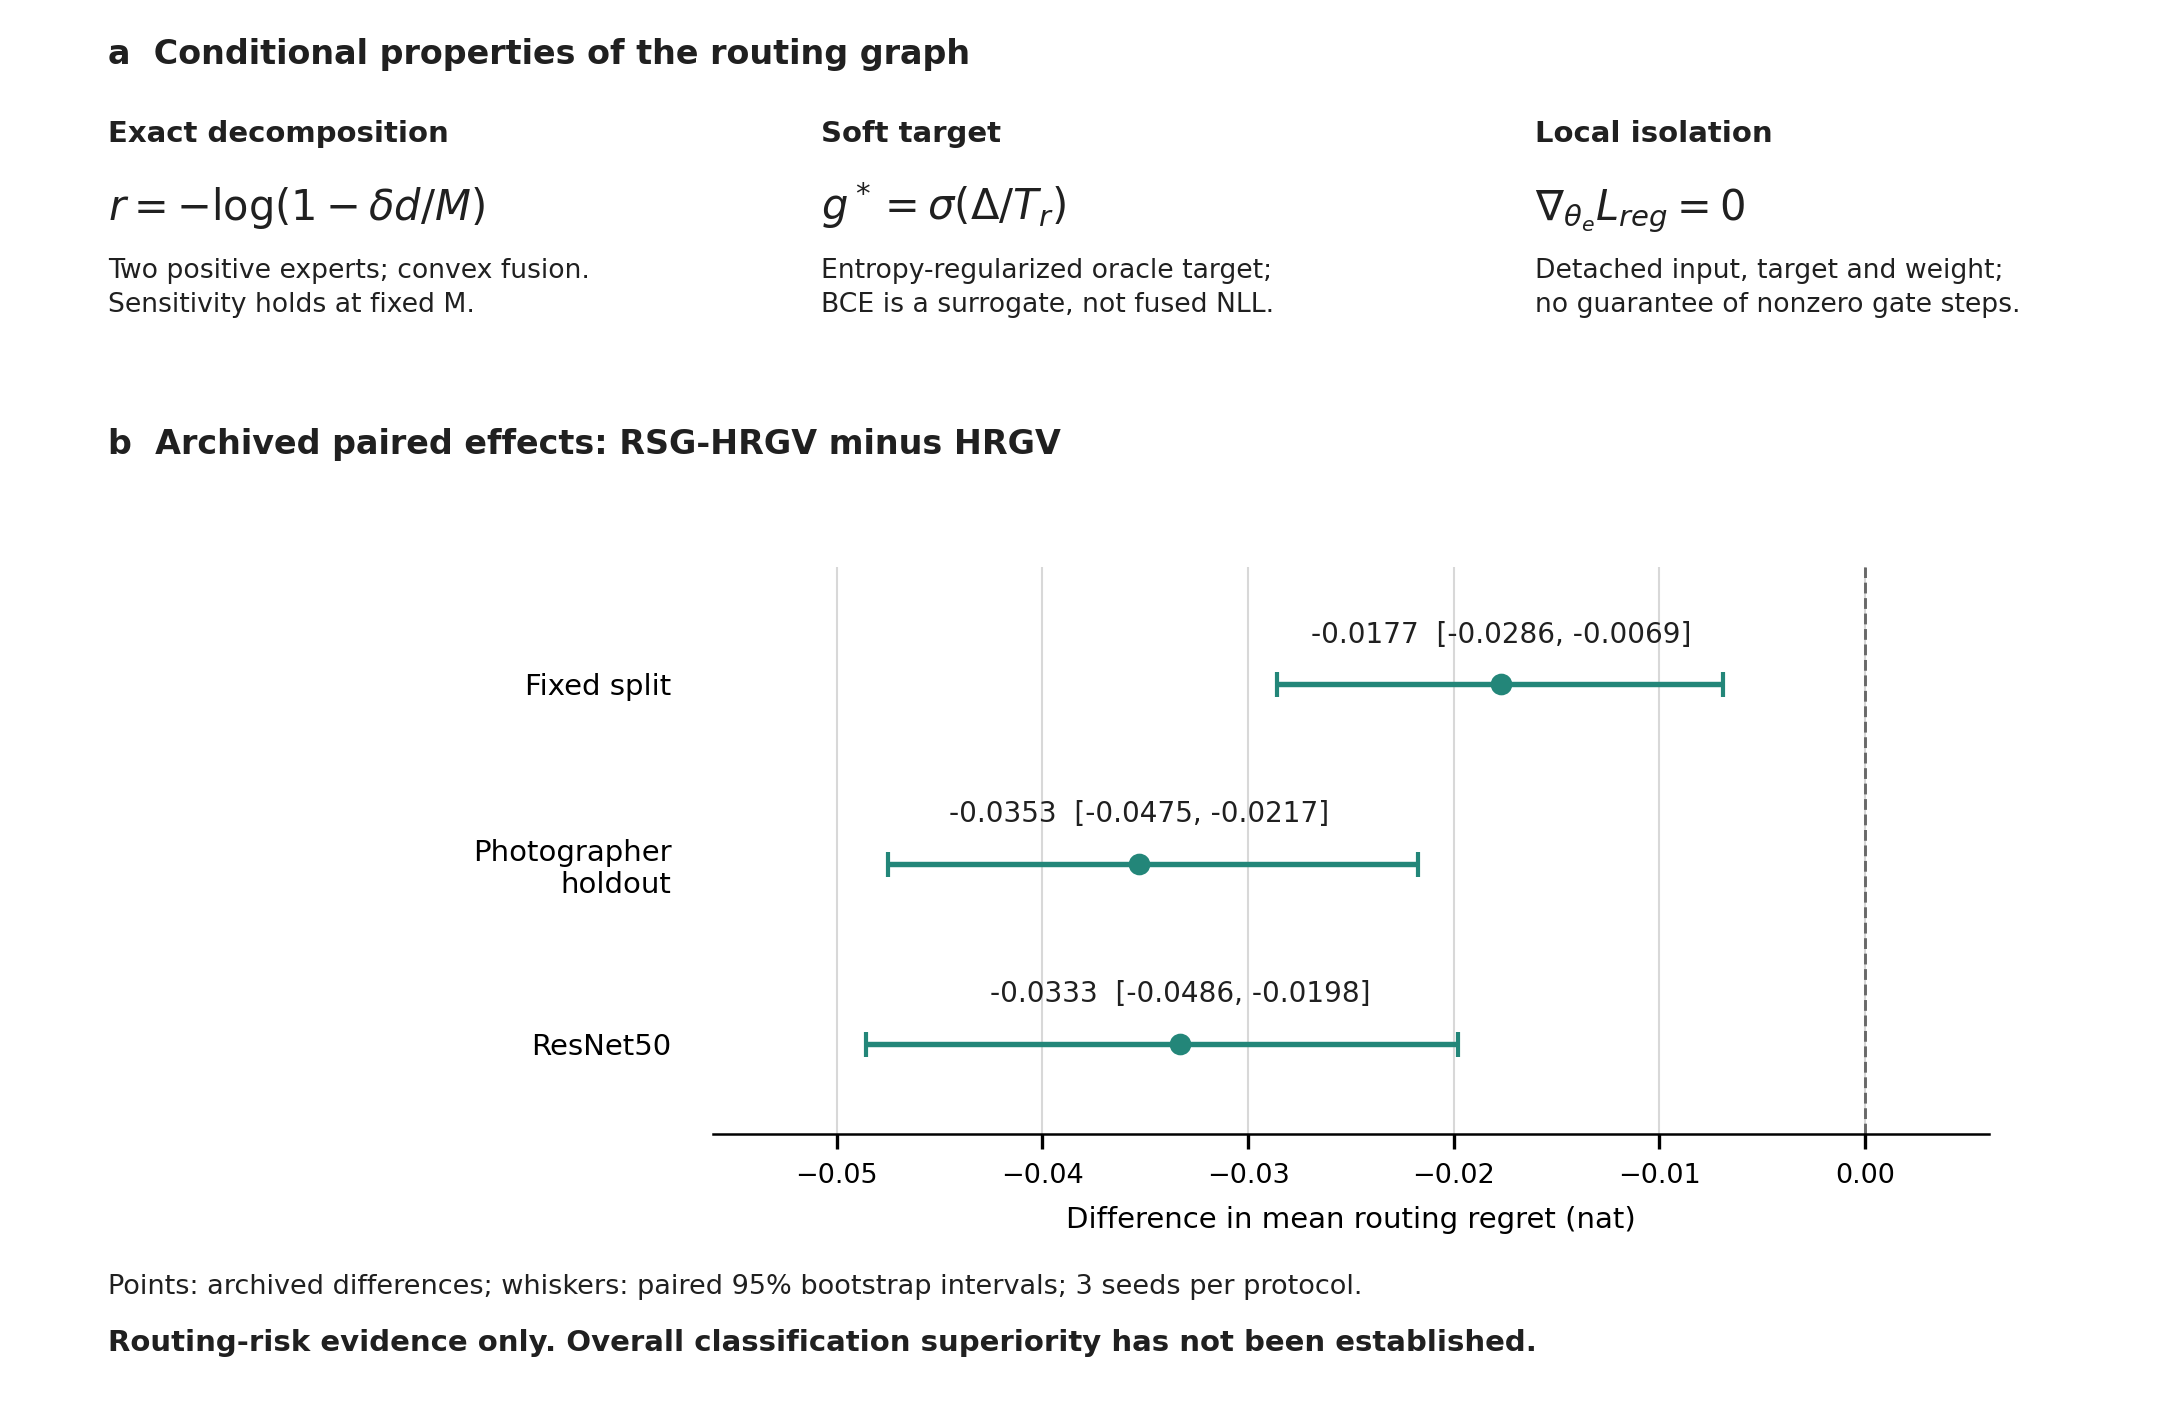 a  Conditional properties of the routing graph
Exact decomposition
r = −log(1 − δd/M)
Two positive experts; convex fusion.
Sensitivity holds at fixed M.
Soft target
g* = σ(Δ/Tᵣ)
Entropy-regularized oracle target;
BCE is a surrogate, not fused NLL.
Local isolation
∇_{θ_e} L_{reg} = 0
Detached input, target and weight;
no guarantee of nonzero gate steps.
b  Archived paired effects: RSG-HRGV minus HRGV
Fixed split
-0.0177  [-0.0286, -0.0069]
Photographer
holdout
-0.0353  [-0.0475, -0.0217]
ResNet50
-0.0333  [-0.0486, -0.0198]
−0.05 −0.04 −0.03 −0.02 −0.01 0.00
Difference in mean routing regret (nat)
Points: archived differences; whiskers: paired 95% bootstrap intervals; 3 seeds per protocol.
Routing-risk evidence only. Overall classification superiority has not been established.